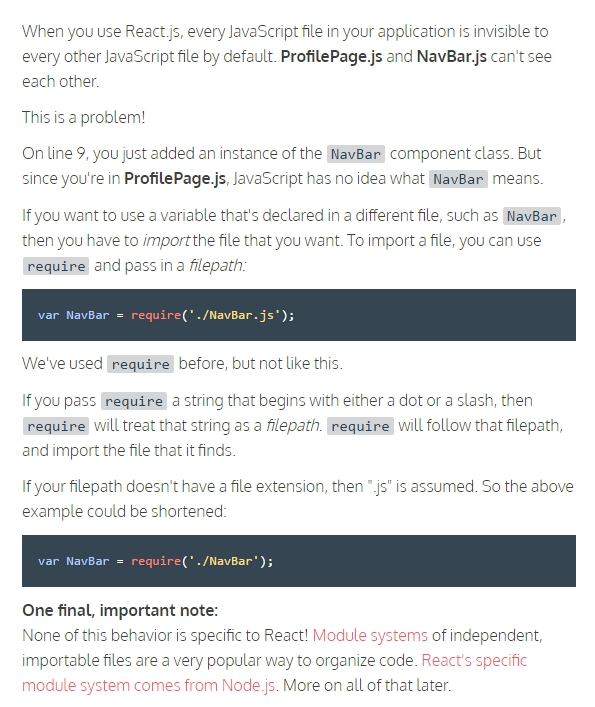 When you use React.js, every JavaScript file in your application is invisible to
every other JavaScript file by default. ProfilePage.js and NavBar.js can't see
each other.
This is a problem!
On line 9, you just added an instance of the NavBar component class. But
since you're in ProfilePage.js, JavaScript has no idea what NavBar means.
If you want to use a variable that's declared in a different file, such as NavBar,
then you have to import the file that you want. To import a file, you can use
require and pass in a filepath:
var NavBar = require('./NavBar.js');
We've used require before, but not like this.
If you pass require a string that begins with either a dot or a slash, then
require will treat that string as a filepath. require will follow that filepath,
and import the file that it finds.
If your filepath doesn't have a file extension, then ".js" is assumed. So the above
example could be shortened:
var NavBar = require('./NavBar');
One final, important note:
None of this behavior is specific to React! Module systems of independent,
importable files are a very popular way to organize code. React's specific
module system comes from Node.js. More on all of that later.